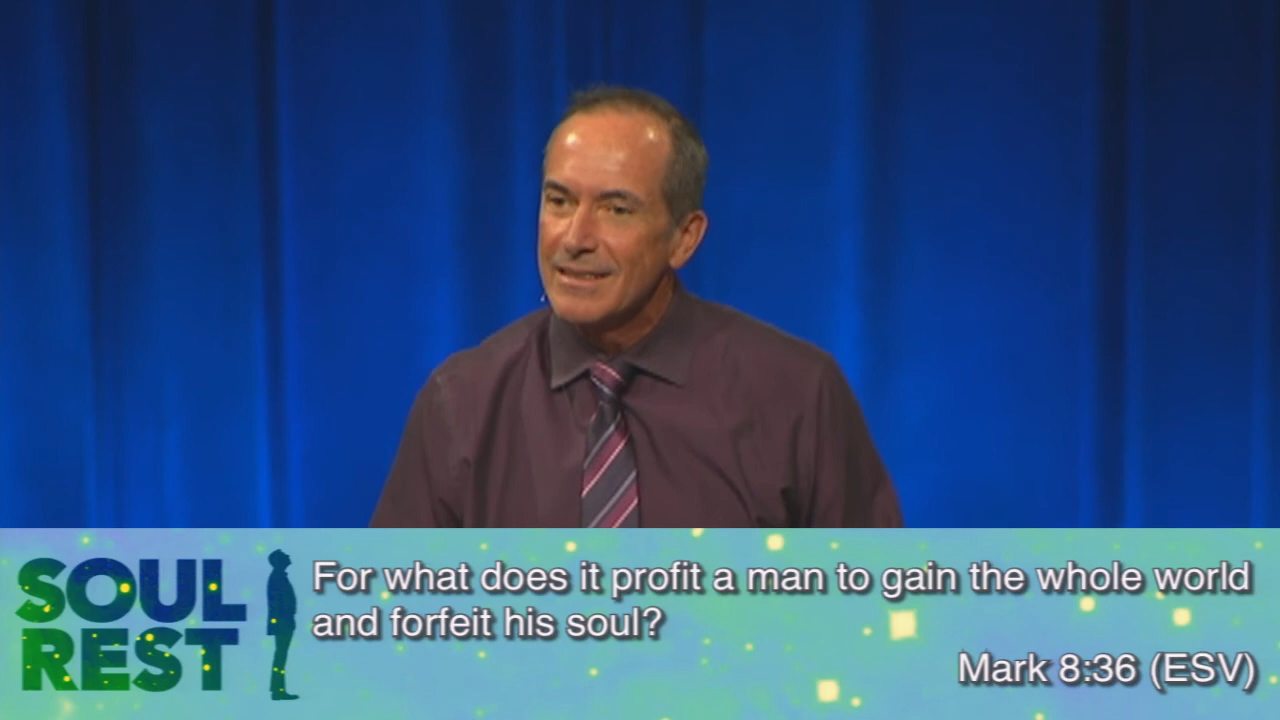 SOUL
REST
For what does it profit a man to gain the whole world
and forfeit his soul?
Mark 8:36 (ESV)